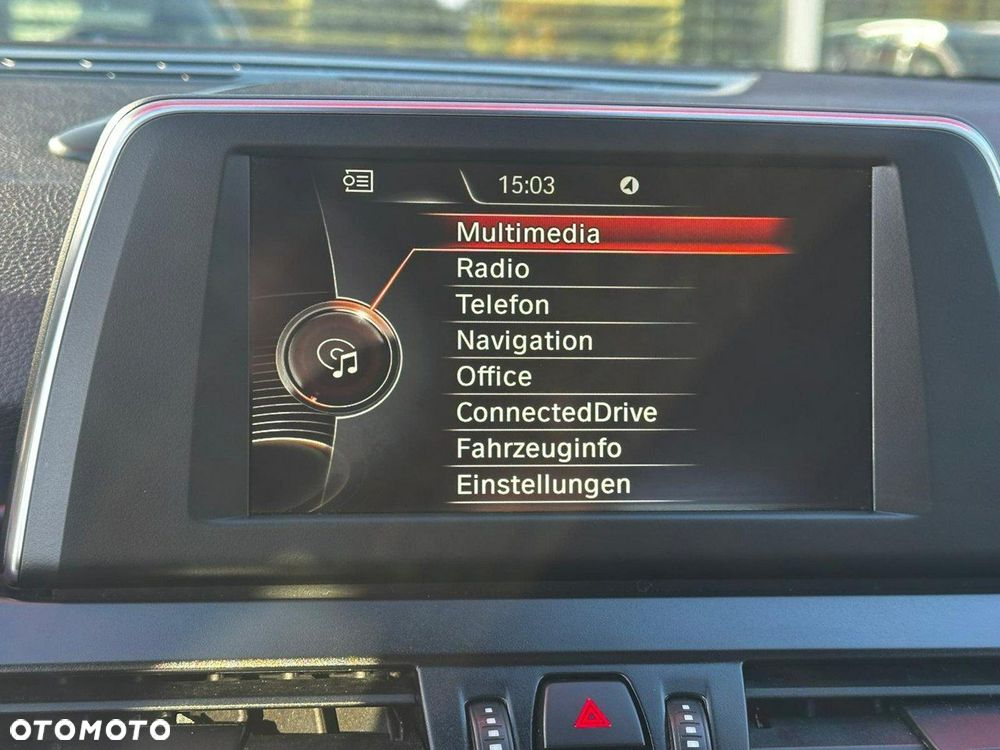 15:03
Multimedia
Radio
Telefon
Navigation
Office
ConnectedDrive
Fahrzeuginfo
Einstellungen
OTOMOTO